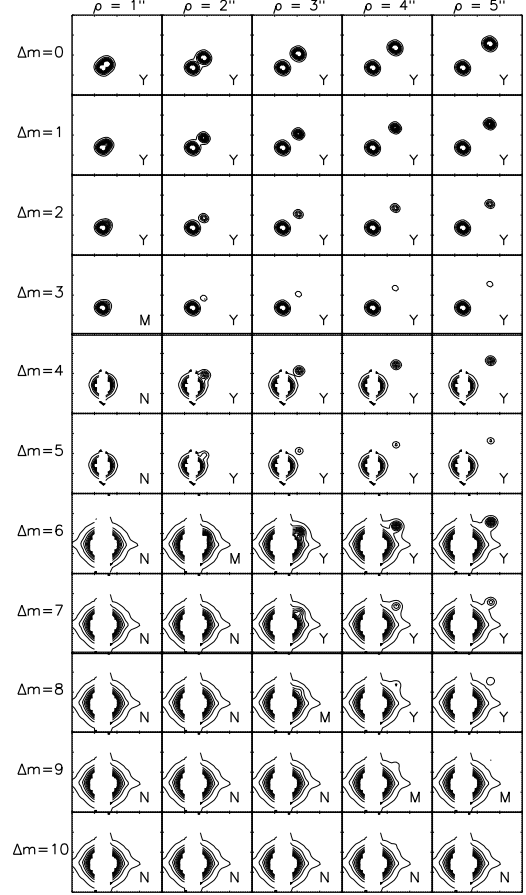 ρ = 1" ρ = 2" ρ = 3" ρ = 4" ρ = 5"
Δm=0 Y Y Y Y Y
Δm=1 Y Y Y Y Y
Δm=2 Y Y Y Y Y
Δm=3 M Y Y Y Y
Δm=4 N Y Y Y Y
Δm=5 N Y Y Y Y
Δm=6 N M Y Y Y
Δm=7 N N Y Y Y
Δm=8 N N M Y Y
Δm=9 N N N M M
Δm=10 N N N N N